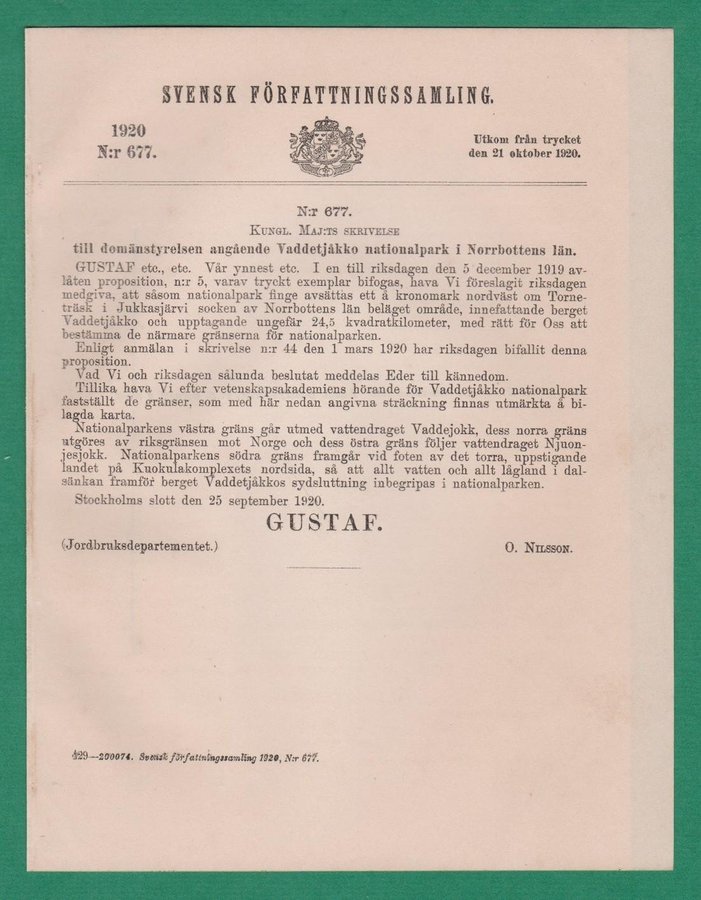 SVENSK FÖRFATTNINGSSAMLING.
1920
N:r 677.
Utkom från trycket
den 21 oktober 1920.
N:r 677.
KUNGL. MAJ:TS SKRIVELSE
till domänstyrelsen angående Vaddetjåkko nationalpark i Norrbottens län.
GUSTAF etc., etc. Vår ynnest etc. I en till riksdagen den 5 december 1919 av-
låten proposition, n:r 5, varav tryckt exemplar bifogas, hava Vi föreslagit riksdagen
medgiva, att såsom nationalpark finge avsättas ett å kronomark nordväst om Torne-
träsk i Jukkasjärvi socken av Norrbottens län beläget område, innefattande berget
Vaddetjåkko och upptagande ungefär 24,5 kvadratkilometer, med rätt för Oss att
bestämma de närmare gränserna för nationalparken.
Enligt anmälan i skrivelse n:r 44 den 1 mars 1920 har riksdagen bifallit denna
proposition.
Vad Vi och riksdagen sålunda beslutat meddelas Eder till kännedom.
Tillika hava Vi efter vetenskapsakademiens hörande för Vaddetjåkko nationalpark
fastställt de gränser, som med här nedan angivna sträckning finnas utmärkta å bi-
lagda karta.
Nationalparkens västra gräns går utmed vattendraget Vaddejokk, dess norra gräns
utgöres av riksgränsen mot Norge och dess östra gräns följer vattendraget Njuon-
jesjokk. Nationalparkens södra gräns framgår vid foten av det torra, uppstigande
landet på Kuokulakomplexets nordsida, så att allt vatten och allt lågland i dal-
sänkan framför berget Vaddetjåkkos sydsluttning inbegripas i nationalparken.
Stockholms slott den 25 september 1920.
GUSTAF.
(Jordbruksdepartementet.)
O. NILSSON.
429—200074. Svensk författningssamling 1920, N:r 677.